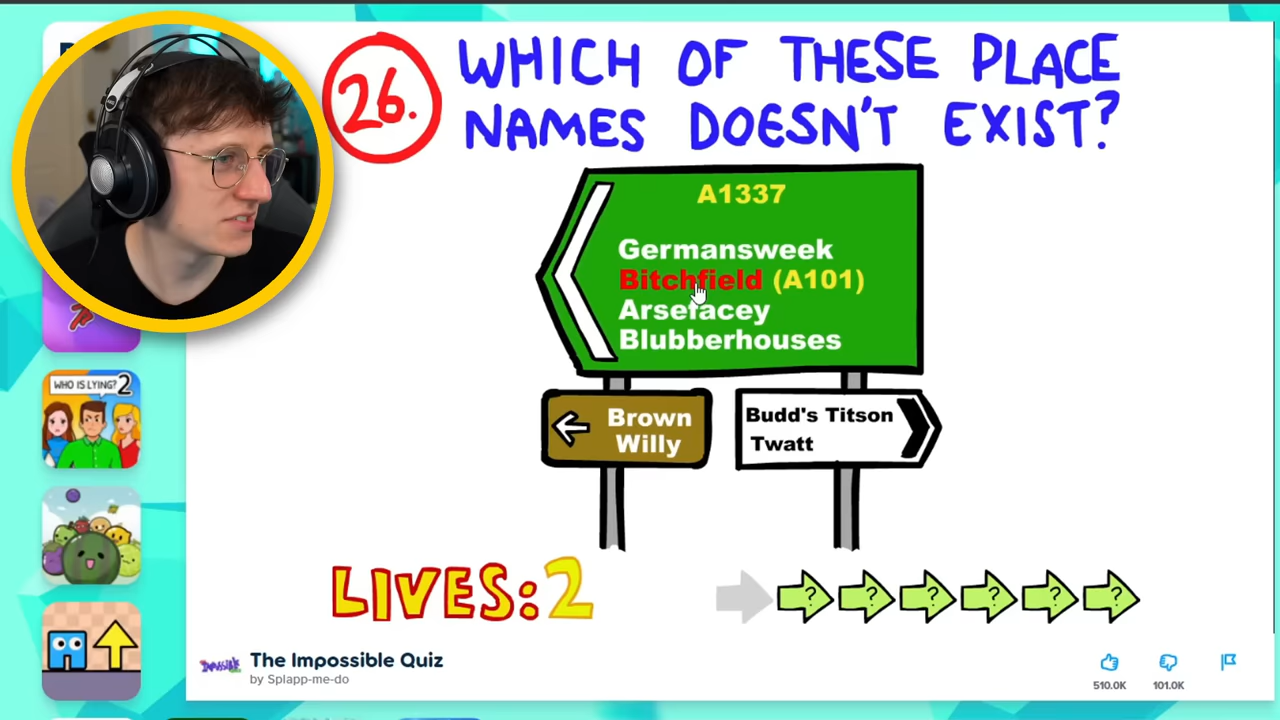 26.
WHICH OF THESE PLACE
NAMES DOESN'T EXIST?
A1337
Germansweek
Bitchfield (A101)
Arsefacey
Blubberhouses
Brown
Willy
Budd's Titson
Twatt
WHO IS LYING? 2
LIVES: 2
? ? ? ? ? ?
The Impossible Quiz
by Splapp-me-do
510.0K
101.0K